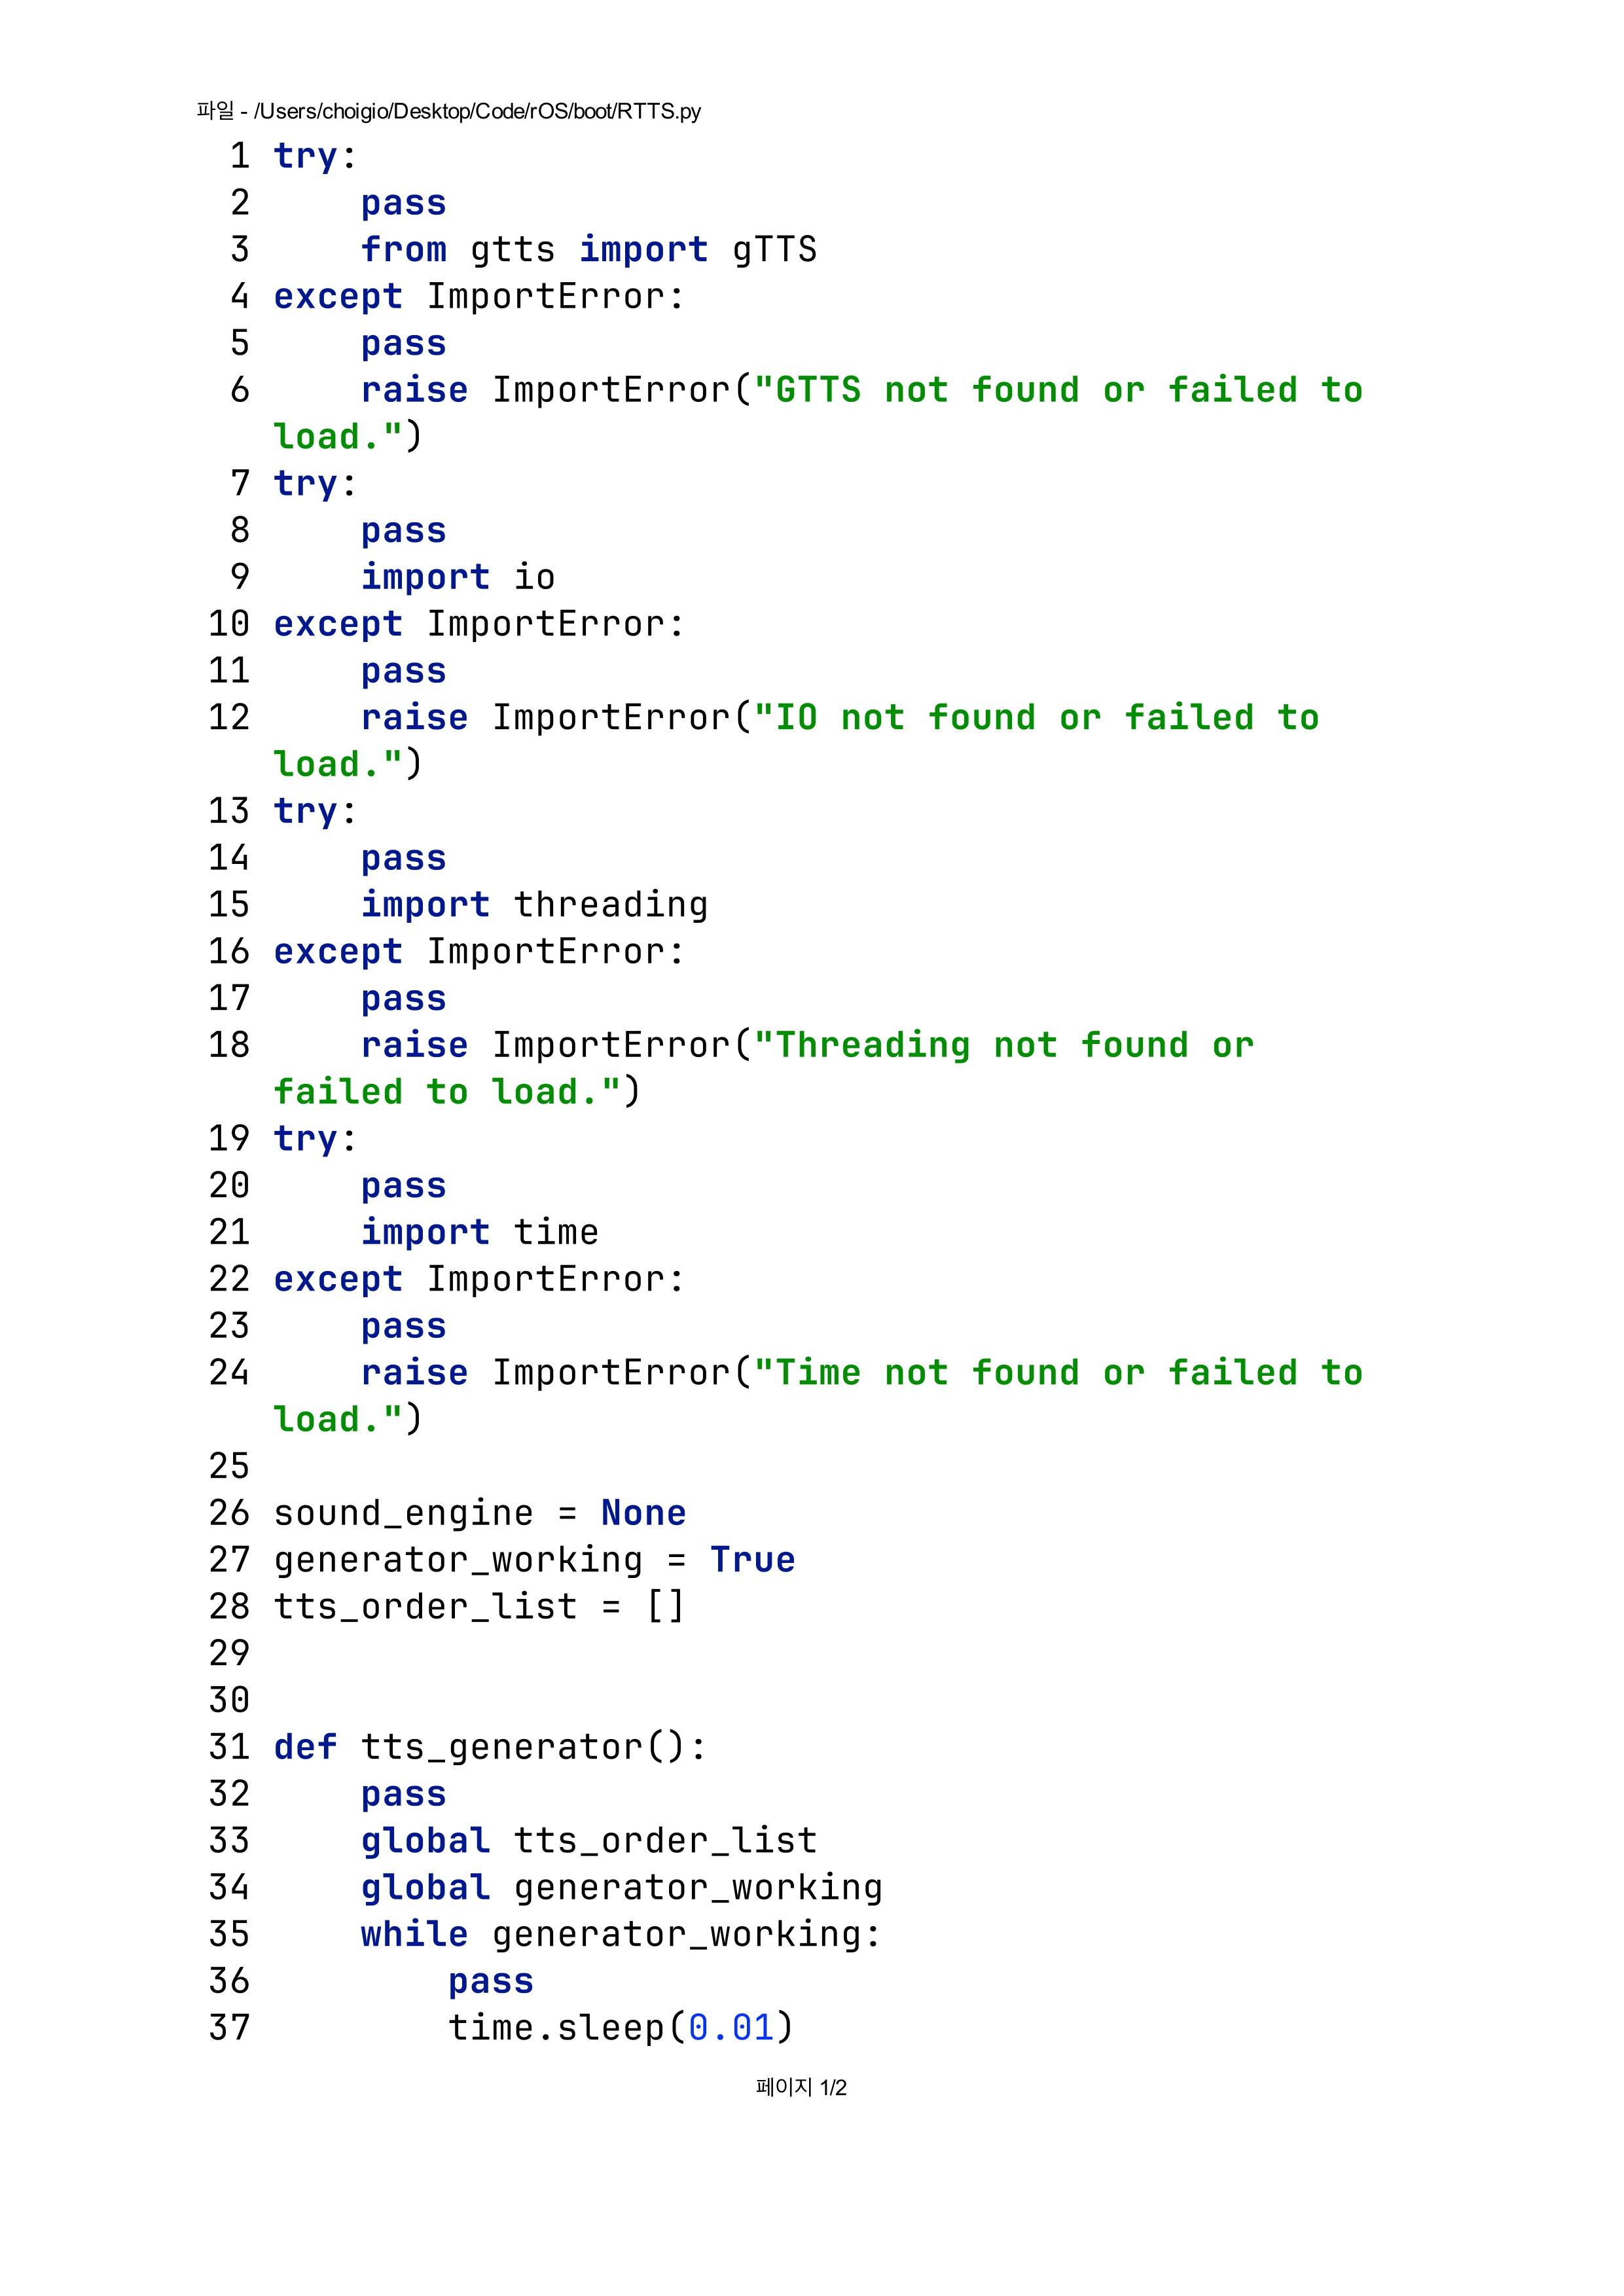 파일 - /Users/choigio/Desktop/Code/rOS/boot/RTTS.py
1 try:
2     pass
3     from gtts import gTTS
4 except ImportError:
5     pass
6     raise ImportError("GTTS not found or failed to
load.")
7 try:
8     pass
9     import io
10 except ImportError:
11     pass
12     raise ImportError("IO not found or failed to
load.")
13 try:
14     pass
15     import threading
16 except ImportError:
17     pass
18     raise ImportError("Threading not found or
failed to load.")
19 try:
20     pass
21     import time
22 except ImportError:
23     pass
24     raise ImportError("Time not found or failed to
load.")
25
26 sound_engine = None
27 generator_working = True
28 tts_order_list = []
29
30
31 def tts_generator():
32     pass
33     global tts_order_list
34     global generator_working
35     while generator_working:
36         pass
37         time.sleep(0.01)
페이지 1/2